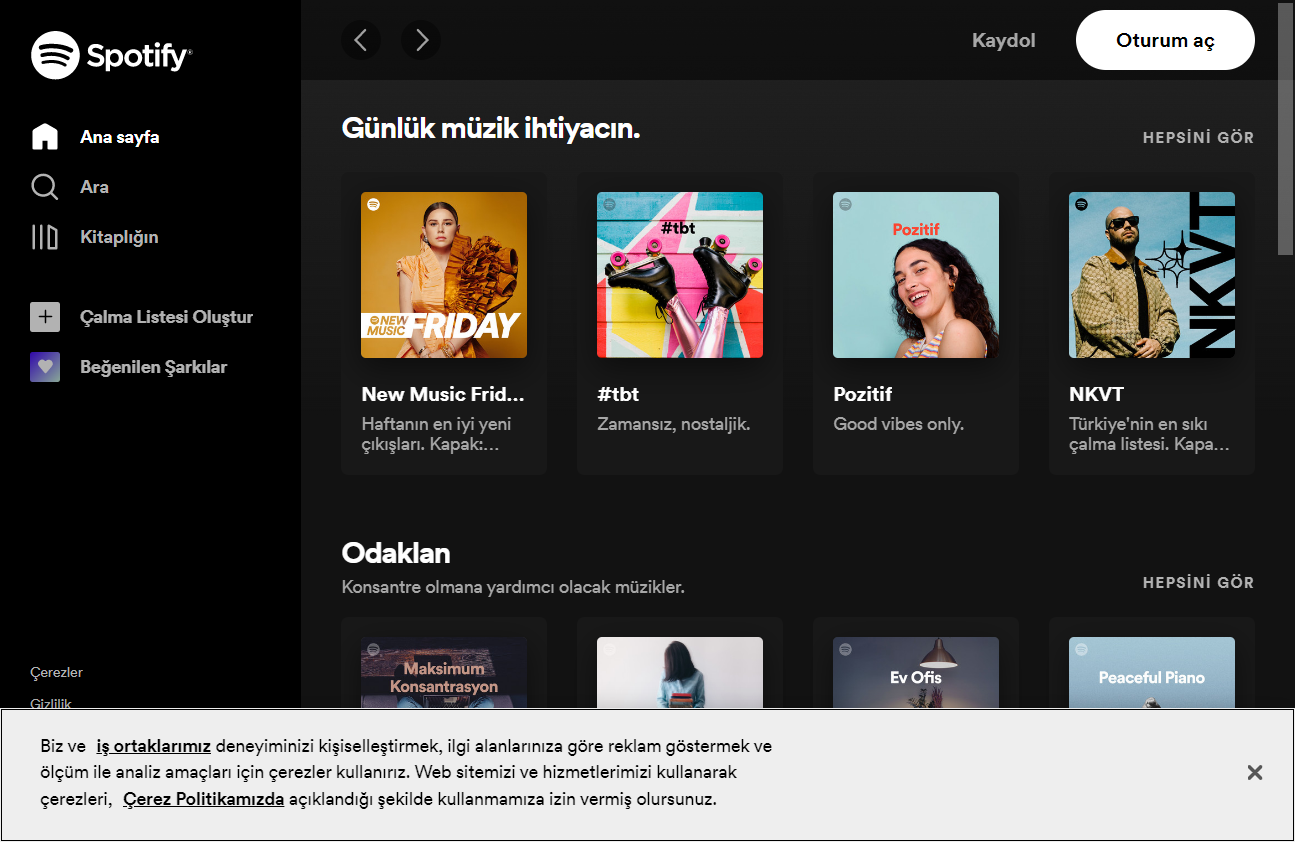 Spotify
Ana sayfa
Ara
Kitaplığın
Çalma Listesi Oluştur
Beğenilen Şarkılar
Çerezler
Gizlilik
Kaydol
Oturum aç
Günlük müzik ihtiyacın.
HEPSİNİ GÖR
NEW
MUSIC
FRIDAY
New Music Frid...
Haftanın en iyi yeni
çıkışları. Kapak:...
#tbt
#tbt
Zamansız, nostaljik.
Pozitif
Pozitif
Good vibes only.
NKVT
NKVT
Türkiye'nin en sıkı
çalma listesi. Kapa...
Odaklan
Konsantre olmana yardımcı olacak müzikler.
HEPSİNİ GÖR
Maksimum
Konsantrasyon
Ev Ofis
Peaceful Piano
Biz ve iş ortaklarımız deneyiminizi kişiselleştirmek, ilgi alanlarınıza göre reklam göstermek ve
ölçüm ile analiz amaçları için çerezler kullanırız. Web sitemizi ve hizmetlerimizi kullanarak
çerezleri, Çerez Politikamızda açıklandığı şekilde kullanmamıza izin vermiş olursunuz.